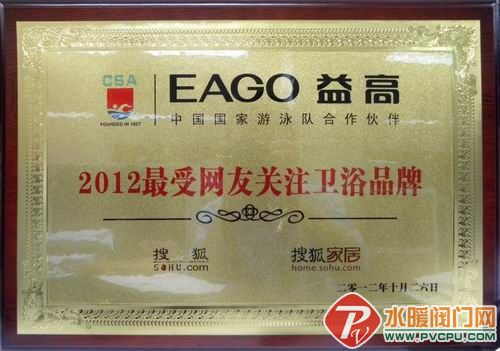 CSA
FOUNDED IN 1957
EAGO 益高
中国国家游泳队合作伙伴
2012最受网友关注卫浴品牌
搜狐
SOHU.com
搜狐家居
home.sohu.com
二零一二年十月二六日
水暖阀门网
WWW.PVCPU.COM